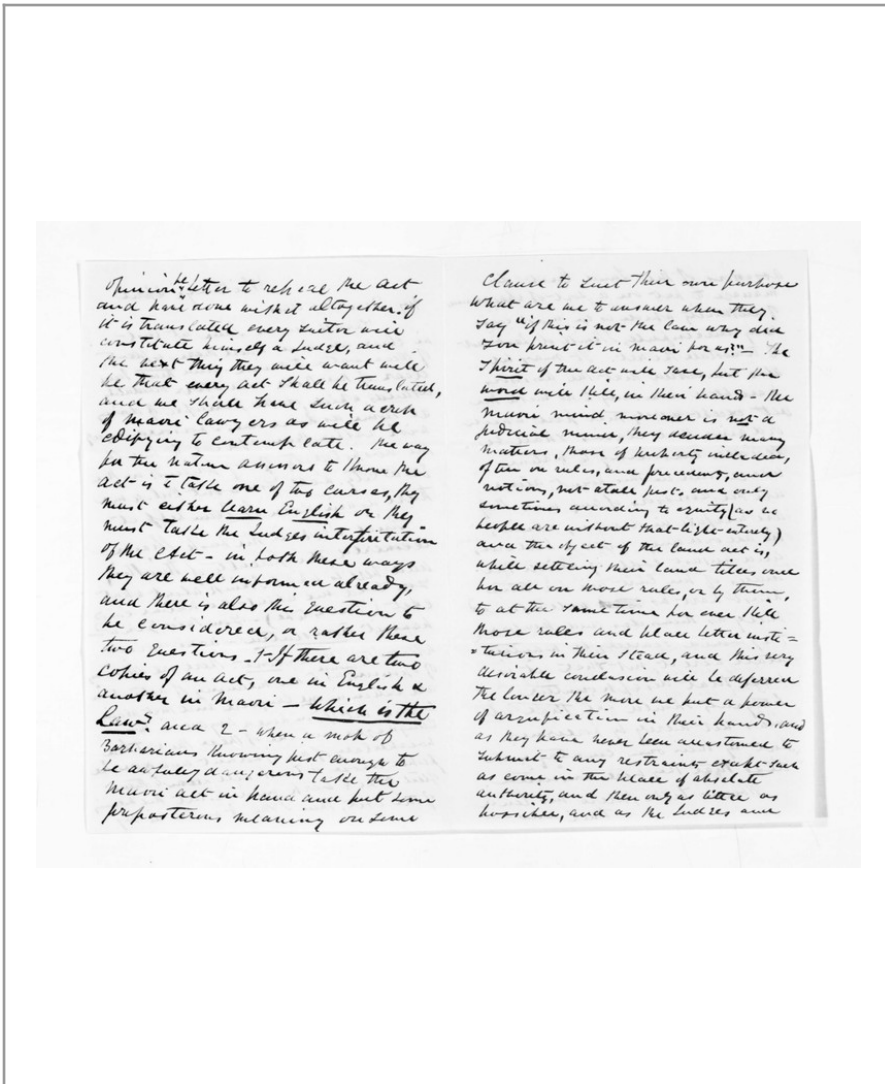 opinion be better to repeal the Act
and have done with it altogether. if
it is translated every suitor will
constitute himself a Judge, and
the next thing they will want will
be that every act shall be translated,
and we shall have such a crop
of maori lawyers as will be
edifying to contemplate. The way
for the native assessors to know the
act is to take one of two curses, they
must either learn English or they
must take the Judges interpretation
of the Act - in both these ways
they are well informed already,
and there is also this question to
be considered, or rather these
two questions - 1 - If there are two
copies of an act, one in English &
another in Maori - Which is the
Law? and 2 - when a mob of
Barbarians knowing just enough to
be awfully dangerous take the
Maori act in hand and put some
preposterous meaning on some
clause to suit their own purpose
what are we to answer when they
say "if this is not the law why did
you print it in maori for us?" - The
Spirit of the act will save, but the
word will kill, in their hands - the
maori mind moreover is not a
Judicial mind, they decide many
matters, those of property included,
often on rules, and precedents, and
notions, not at all just, and only
sometimes according to equity (as no
people are without that light entirely)
and the object of the land act is,
while settling their land titles once
for all on those rules, or by them,
to at the same time for ever kill
those rules and place better insti=
=tutions in their stead, and this very
desirable conclusion will be deferred
the longer the more we put a power
of in their hands, and
as they have never been accustomed to
submit to any restraints except such
as come in the place of absolute
authority, and then only as little as
possible, and as the Judges and